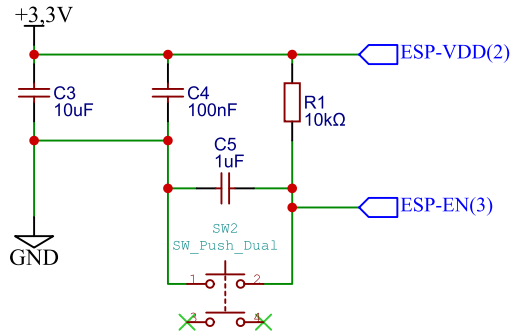 +3,3V
ESP-VDD(2)
C3
10uF
C4
100nF
R1
10kΩ
C5
1uF
ESP-EN(3)
SW2
SW_Push_Dual
GND
1 2
3 4